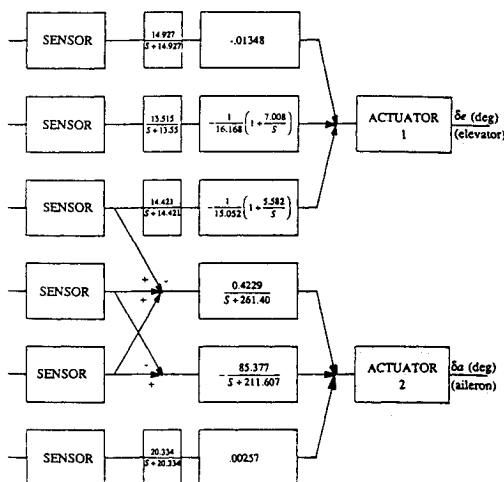 SENSOR
14.927
S + 14.927
-.01348
SENSOR
13.515
S + 13.55
- 1/16.168 (1 + 7.008/S)
ACTUATOR
1
δe (deg)
(elevator)
SENSOR
14.421
S + 14.421
- 1/15.052 (1 + 5.582/S)
-
+
+
SENSOR
0.4229
S + 261.40
-
+
SENSOR
- 85.377
S + 211.607
ACTUATOR
2
δa (deg)
(aileron)
SENSOR
20.334
S + 20.334
.00257